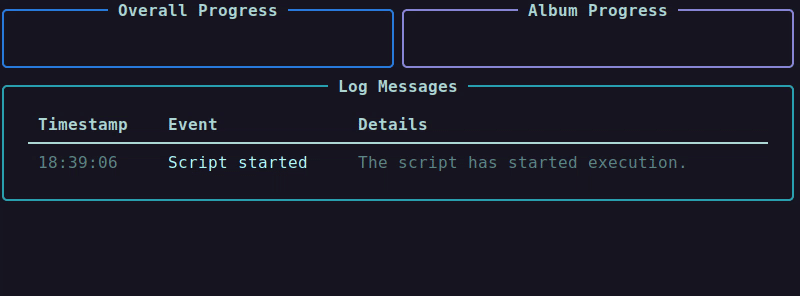 Overall Progress
Album Progress
Log Messages
Timestamp Event Details
18:39:06 Script started The script has started execution.